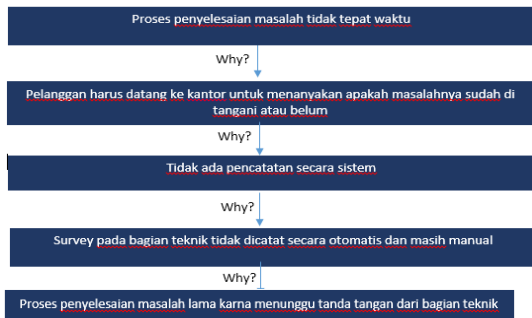 Proses penyelesaian masalah tidak tepat waktu
Why?
Pelanggan harus datang ke kantor untuk menanyakan apakah masalahnya sudah di
tangani atau belum
Why?
Tidak ada pencatatan secara sistem
Why?
Survey pada bagian teknik tidak dicatat secara otomatis dan masih manual
Why?
Proses penyelesaian masalah lama karna menunggu tanda tangan dari bagian teknik